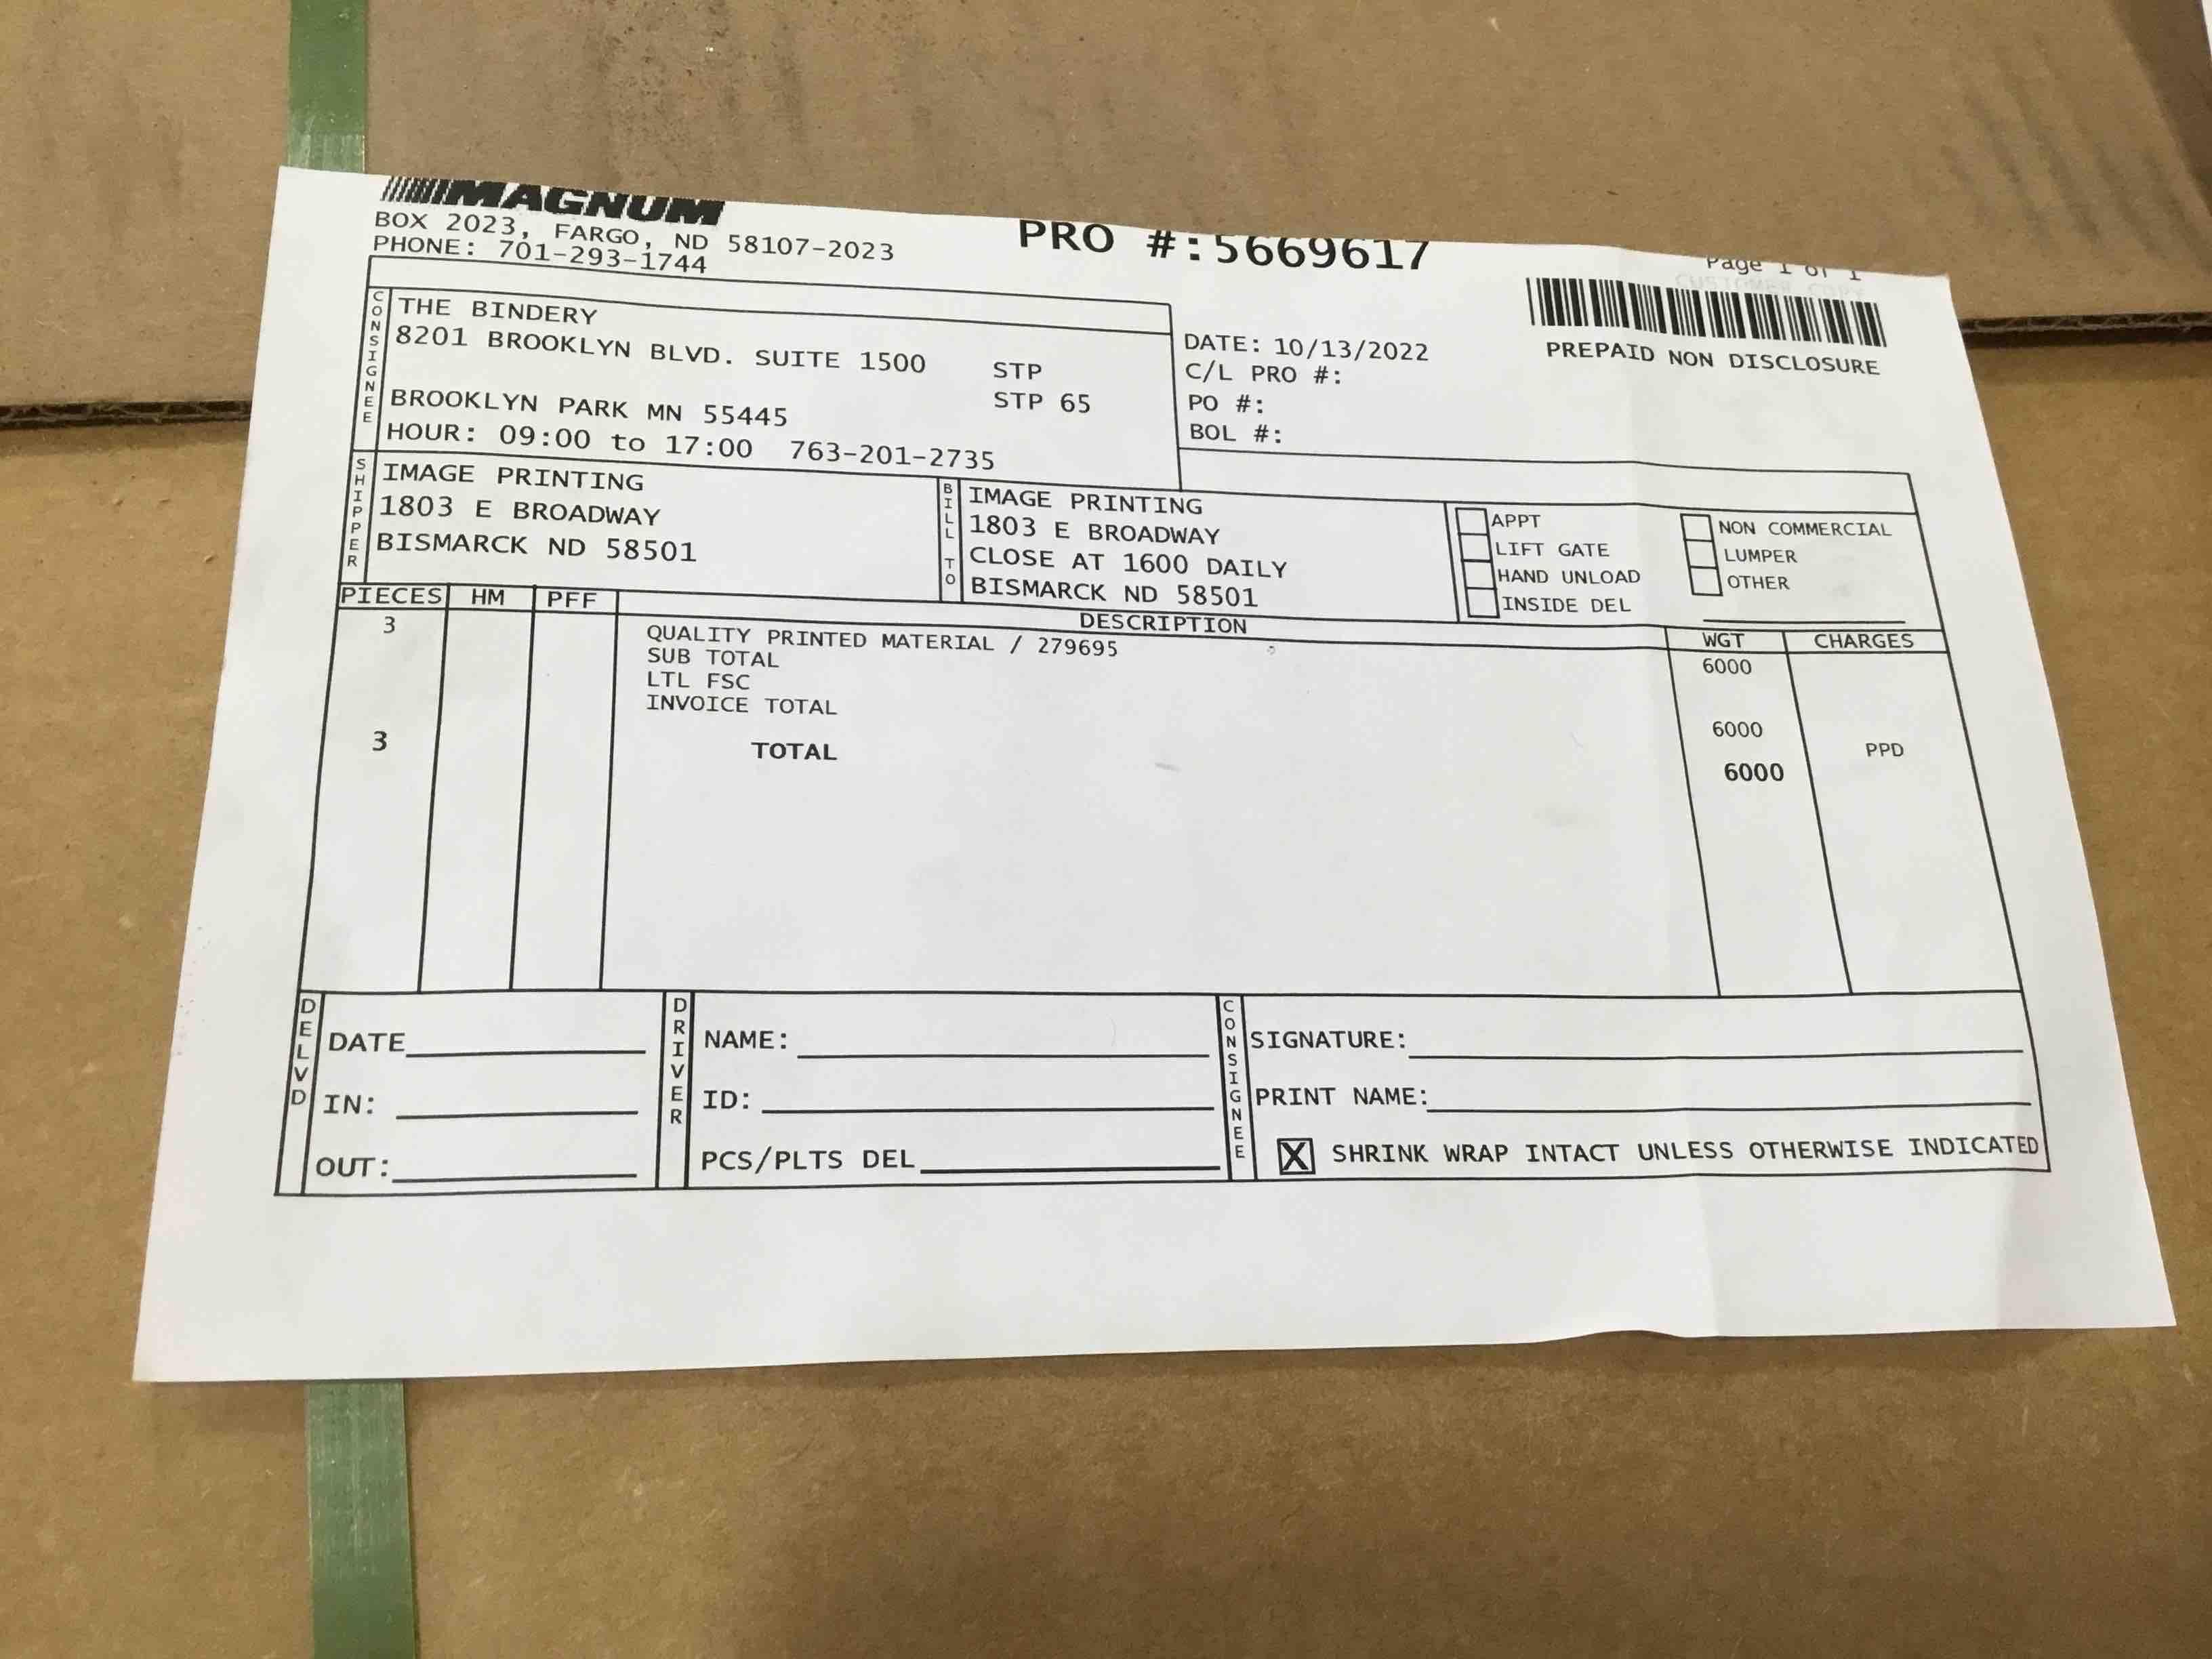 MAGNUM
BOX 2023, FARGO, ND 58107-2023
PHONE: 701-293-1744
PRO #:5669617
Page 1 of 1
CUSTOMER COPY
PREPAID NON DISCLOSURE
CONSIGNEE
THE BINDERY
8201 BROOKLYN BLVD. SUITE 1500
STP
BROOKLYN PARK MN 55445
STP 65
HOUR: 09:00 to 17:00 763-201-2735
DATE: 10/13/2022
C/L PRO #:
PO #:
BOL #:
SHIPPER
IMAGE PRINTING
1803 E BROADWAY
BISMARCK ND 58501
BILL TO
IMAGE PRINTING
1803 E BROADWAY
CLOSE AT 1600 DAILY
BISMARCK ND 58501
APPT
LIFT GATE
HAND UNLOAD
INSIDE DEL
NON COMMERCIAL
LUMPER
OTHER
PIECES HM PFF DESCRIPTION WGT CHARGES
3 QUALITY PRINTED MATERIAL / 279695 6000
SUB TOTAL
LTL FSC
INVOICE TOTAL 6000 PPD
3 TOTAL 6000
DELVD
DATE
IN:
OUT:
DRIVER
NAME:
ID:
PCS/PLTS DEL
CONSIGNEE
SIGNATURE:
PRINT NAME:
X SHRINK WRAP INTACT UNLESS OTHERWISE INDICATED